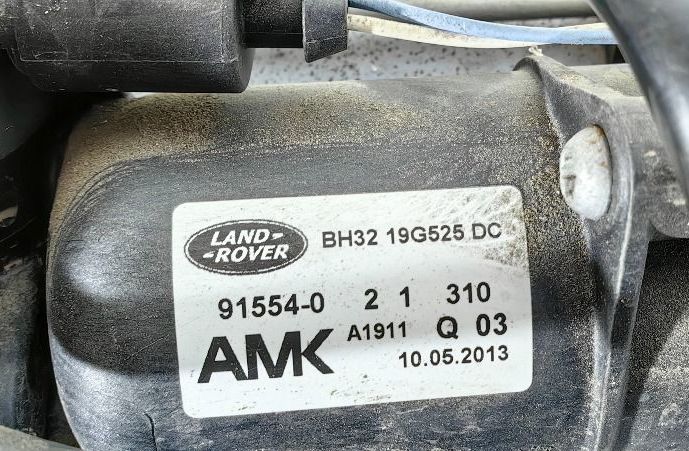 LAND-
-ROVER
BH32 19G525 DC
91554-0 2 1 310
AMK A1911 Q 03
10.05.2013